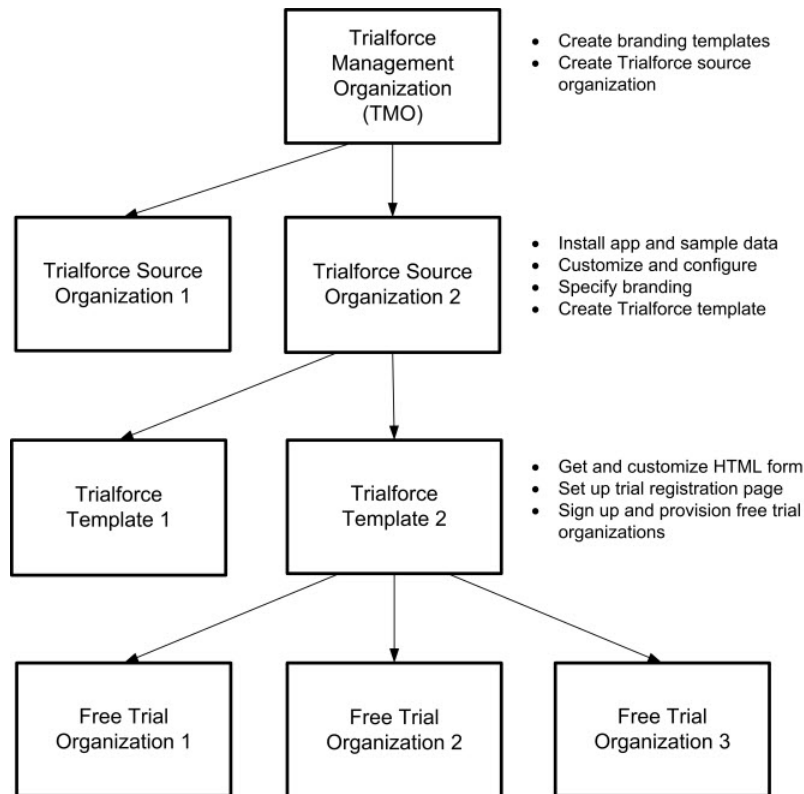 Trialforce
Management
Organization
(TMO)
• Create branding templates
• Create Trialforce source
organization
Trialforce Source
Organization 1
Trialforce Source
Organization 2
• Install app and sample data
• Customize and configure
• Specify branding
• Create Trialforce template
Trialforce
Template 1
Trialforce
Template 2
• Get and customize HTML form
• Set up trial registration page
• Sign up and provision free trial
organizations
Free Trial
Organization 1
Free Trial
Organization 2
Free Trial
Organization 3